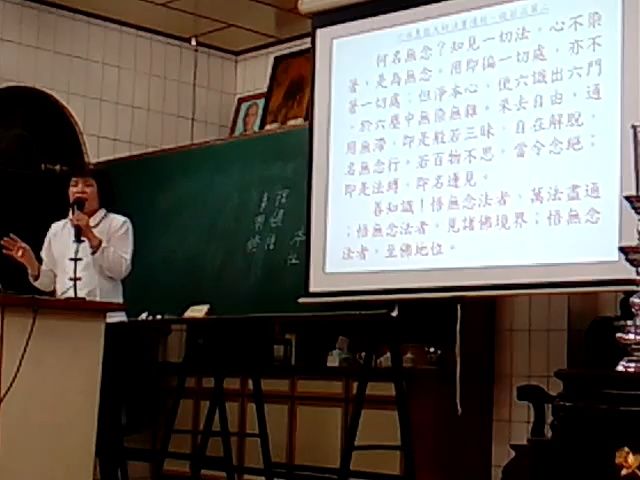 何名無念？知見一切法，心不染
著，是為無念。用即遍一切處，亦不
著一切處；但淨本心，使六識出六門
，於六塵中無染無雜，來去自由，通
用無滯，即是般若三昧，自在解脫，
名無念行。若百物不思，當令念絕，
即是法縛，即名邊見。
善知識！悟無念法者，萬法盡通
；悟無念法者，見諸佛境界；悟無念
法者，至佛地位。